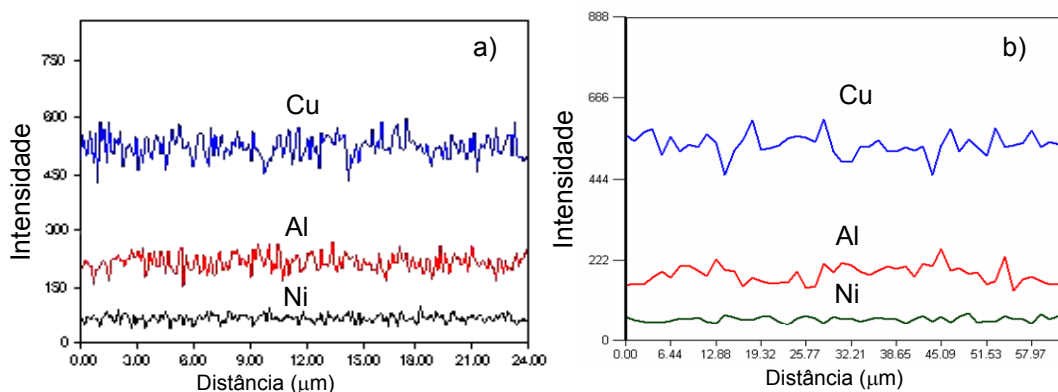 a)
Intensidade
750
600
450
300
150
0
Cu
Al
Ni
0.00 3.00 6.00 9.00 12.00 15.00 18.00 21.00 24.00
Distância (μm)
b)
Intensidade
888
666
444
222
0
Cu
Al
Ni
0.00 6.44 12.88 19.32 25.77 32.21 38.65 45.09 51.53 57.97
Distância (μm)